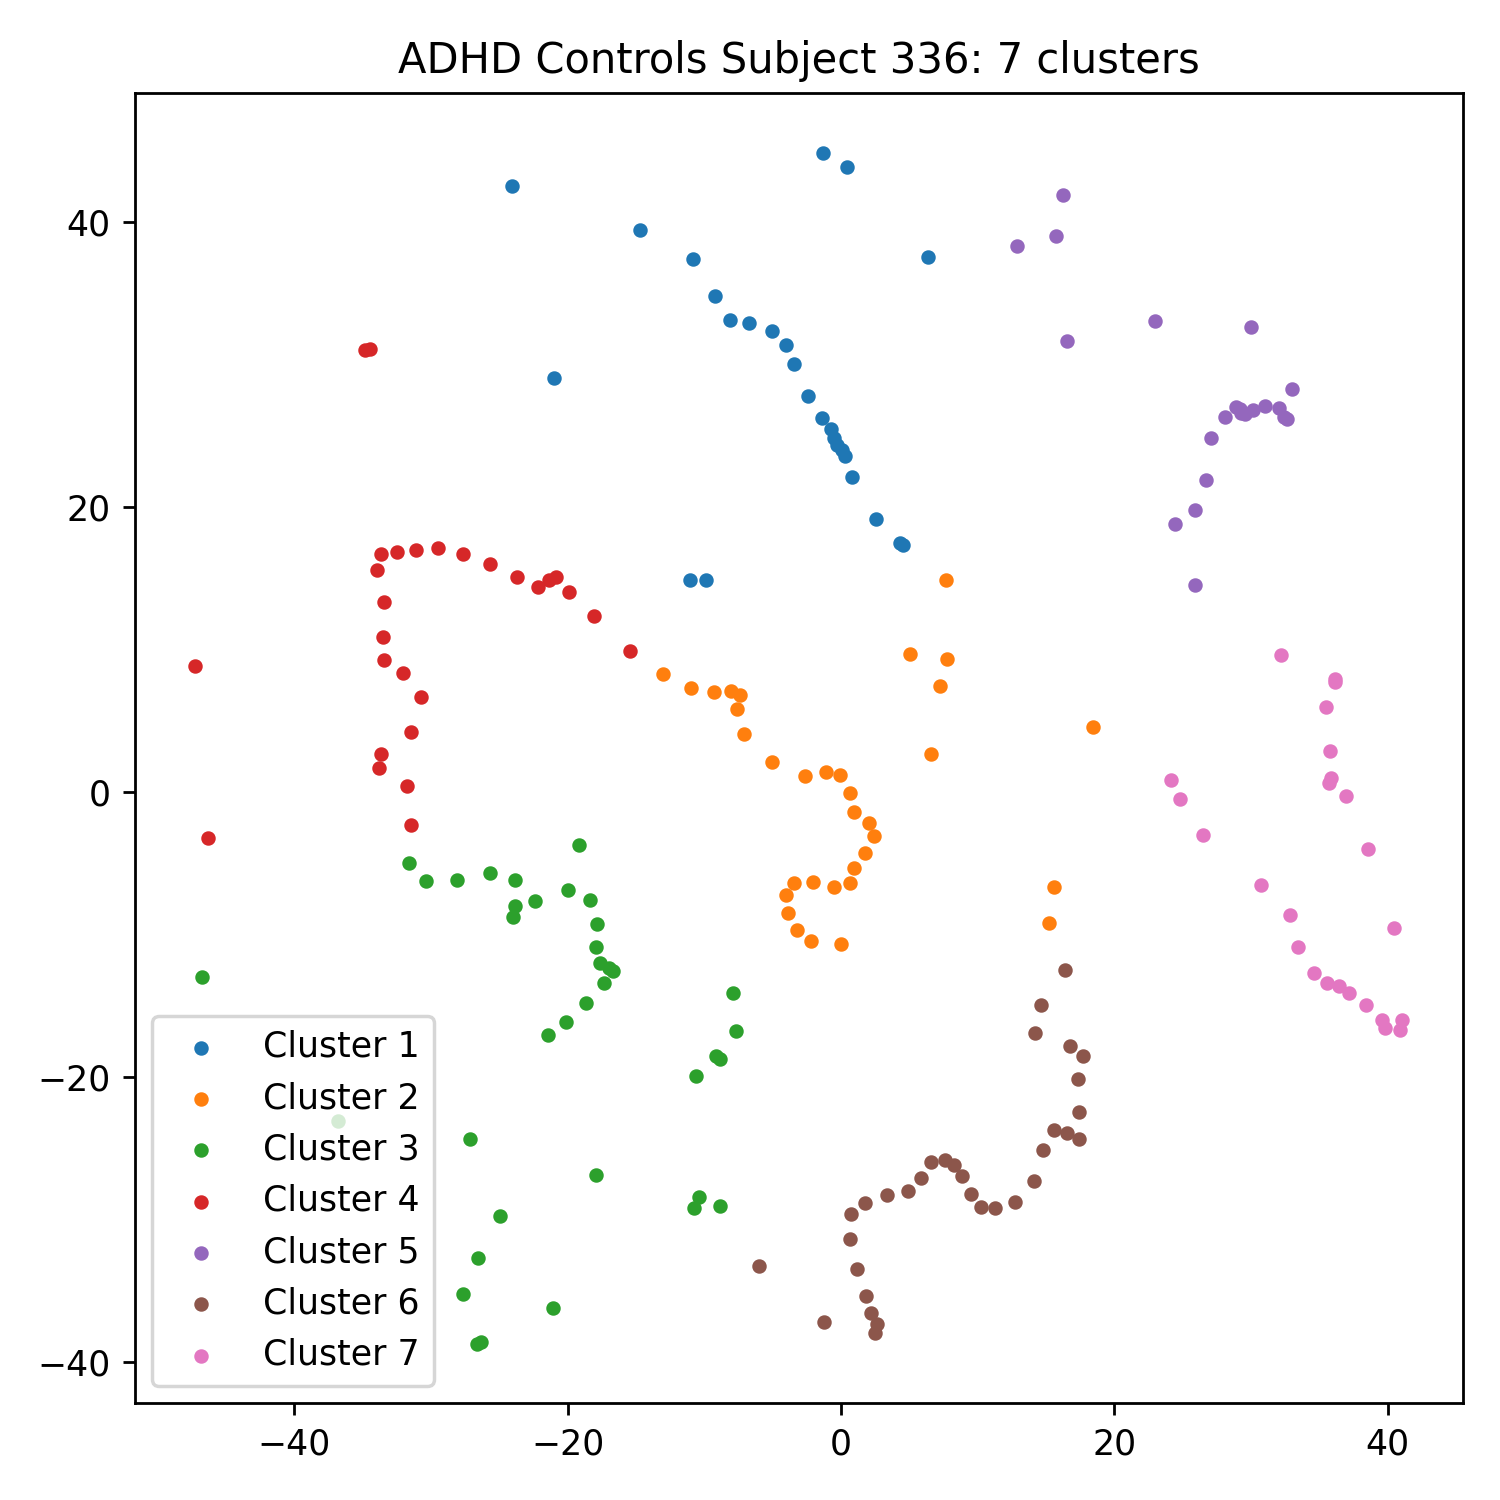 ADHD Controls Subject 336: 7 clusters
40
20
0
−20
−40
Cluster 1
Cluster 2
Cluster 3
Cluster 4
Cluster 5
Cluster 6
Cluster 7
−40 −20 0 20 40